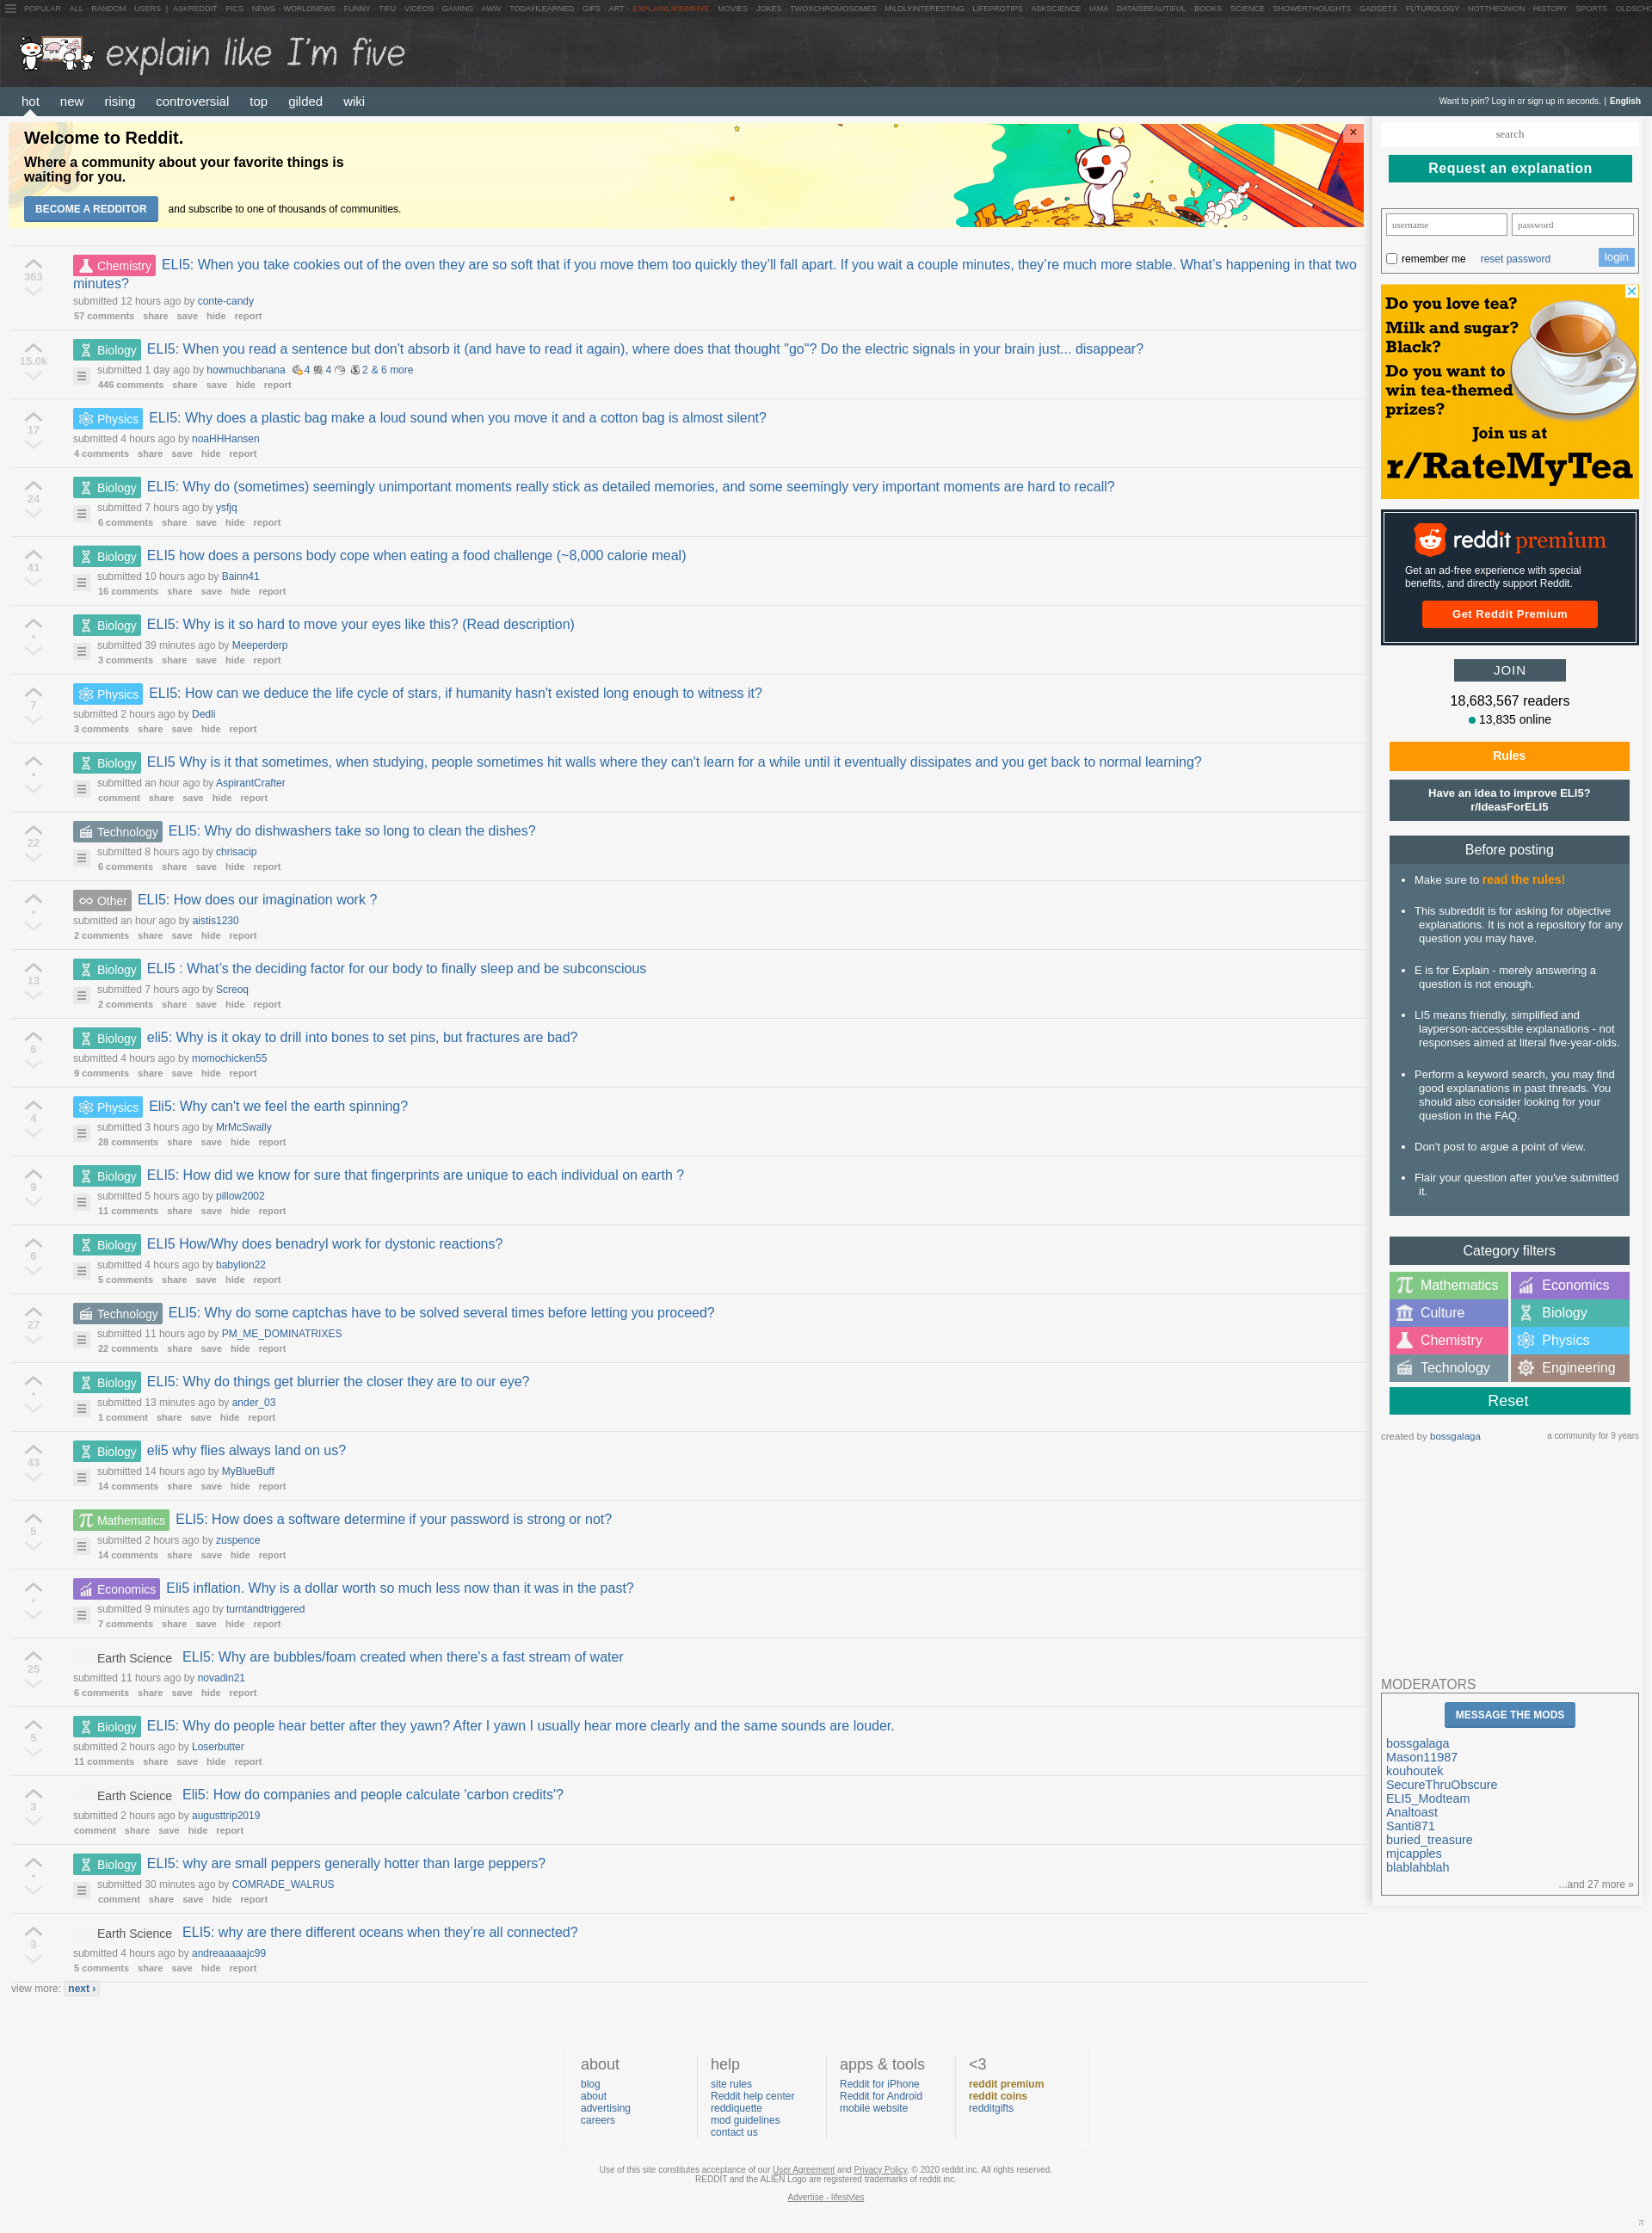 POPULAR - ALL - RANDOM - USERS | ASKREDDIT - PICS - NEWS - WORLDNEWS - FUNNY - TIFU - VIDEOS - GAMING - AWW - TODAYILEARNED - GIFS - ART - EXPLAINLIKEIMFIVE - MOVIES - JOKES - TWOXCHROMOSOMES - MILDLYINTERESTING - LIFEPROTIPS - ASKSCIENCE - IAMA - DATAISBEAUTIFUL - BOOKS - SCIENCE - SHOWERTHOUGHTS - GADGETS - FUTUROLOGY - NOTTHEONION - HISTORY - SPORTS - OLDSCHO
explain like I'm five
hot new rising controversial top gilded wiki
Want to join? Log in or sign up in seconds. | English
Welcome to Reddit.
Where a community about your favorite things is
waiting for you.
BECOME A REDDITOR and subscribe to one of thousands of communities.
×
363
Chemistry ELI5: When you take cookies out of the oven they are so soft that if you move them too quickly they’ll fall apart. If you wait a couple minutes, they’re much more stable. What’s happening in that two
minutes?
submitted 12 hours ago by conte-candy
57 comments share save hide report
15.0k
Biology ELI5: When you read a sentence but don't absorb it (and have to read it again), where does that thought "go"? Do the electric signals in your brain just... disappear?
submitted 1 day ago by howmuchbanana 4 4 2 & 6 more
446 comments share save hide report
17
Physics ELI5: Why does a plastic bag make a loud sound when you move it and a cotton bag is almost silent?
submitted 4 hours ago by noaHHHansen
4 comments share save hide report
24
Biology ELI5: Why do (sometimes) seemingly unimportant moments really stick as detailed memories, and some seemingly very important moments are hard to recall?
submitted 7 hours ago by ysfjq
6 comments share save hide report
41
Biology ELI5 how does a persons body cope when eating a food challenge (~8,000 calorie meal)
submitted 10 hours ago by Bainn41
16 comments share save hide report
•
Biology ELI5: Why is it so hard to move your eyes like this? (Read description)
submitted 39 minutes ago by Meeperderp
3 comments share save hide report
7
Physics ELI5: How can we deduce the life cycle of stars, if humanity hasn't existed long enough to witness it?
submitted 2 hours ago by Dedli
3 comments share save hide report
•
Biology ELI5 Why is it that sometimes, when studying, people sometimes hit walls where they can't learn for a while until it eventually dissipates and you get back to normal learning?
submitted an hour ago by AspirantCrafter
comment share save hide report
22
Technology ELI5: Why do dishwashers take so long to clean the dishes?
submitted 8 hours ago by chrisacip
6 comments share save hide report
•
Other ELI5: How does our imagination work ?
submitted an hour ago by aistis1230
2 comments share save hide report
13
Biology ELI5 : What’s the deciding factor for our body to finally sleep and be subconscious
submitted 7 hours ago by Screoq
2 comments share save hide report
6
Biology eli5: Why is it okay to drill into bones to set pins, but fractures are bad?
submitted 4 hours ago by momochicken55
9 comments share save hide report
4
Physics Eli5: Why can't we feel the earth spinning?
submitted 3 hours ago by MrMcSwally
28 comments share save hide report
9
Biology ELI5: How did we know for sure that fingerprints are unique to each individual on earth ?
submitted 5 hours ago by pillow2002
11 comments share save hide report
6
Biology ELI5 How/Why does benadryl work for dystonic reactions?
submitted 4 hours ago by babylion22
5 comments share save hide report
27
Technology ELI5: Why do some captchas have to be solved several times before letting you proceed?
submitted 11 hours ago by PM_ME_DOMINATRIXES
22 comments share save hide report
•
Biology ELI5: Why do things get blurrier the closer they are to our eye?
submitted 13 minutes ago by ander_03
1 comment share save hide report
43
Biology eli5 why flies always land on us?
submitted 14 hours ago by MyBlueBuff
14 comments share save hide report
5
Mathematics ELI5: How does a software determine if your password is strong or not?
submitted 2 hours ago by zuspence
14 comments share save hide report
•
Economics Eli5 inflation. Why is a dollar worth so much less now than it was in the past?
submitted 9 minutes ago by turntandtriggered
7 comments share save hide report
25
Earth Science ELI5: Why are bubbles/foam created when there's a fast stream of water
submitted 11 hours ago by novadin21
6 comments share save hide report
5
Biology ELI5: Why do people hear better after they yawn? After I yawn I usually hear more clearly and the same sounds are louder.
submitted 2 hours ago by Loserbutter
11 comments share save hide report
3
Earth Science Eli5: How do companies and people calculate 'carbon credits'?
submitted 2 hours ago by augusttrip2019
comment share save hide report
•
Biology ELI5: why are small peppers generally hotter than large peppers?
submitted 30 minutes ago by COMRADE_WALRUS
comment share save hide report
3
Earth Science ELI5: why are there different oceans when they’re all connected?
submitted 4 hours ago by andreaaaaajc99
5 comments share save hide report
view more: next ›
search
Request an explanation
username password
remember me reset password login
Do you love tea?
Milk and sugar?
Black?
Do you want to
win tea-themed
prizes?
Join us at
r/RateMyTea
reddit premium
Get an ad-free experience with special
benefits, and directly support Reddit.
Get Reddit Premium
JOIN
18,683,567 readers
13,835 online
Rules
Have an idea to improve ELI5?
r/IdeasForELI5
Before posting
• Make sure to read the rules!
• This subreddit is for asking for objective
explanations. It is not a repository for any
question you may have.
• E is for Explain - merely answering a
question is not enough.
• LI5 means friendly, simplified and
layperson-accessible explanations - not
responses aimed at literal five-year-olds.
• Perform a keyword search, you may find
good explanations in past threads. You
should also consider looking for your
question in the FAQ.
• Don't post to argue a point of view.
• Flair your question after you've submitted
it.
Category filters
Mathematics Economics
Culture Biology
Chemistry Physics
Technology Engineering
Reset
created by bossgalaga a community for 9 years
MODERATORS
MESSAGE THE MODS
bossgalaga
Mason11987
kouhoutek
SecureThruObscure
ELI5_Modteam
Analtoast
Santi871
buried_treasure
mjcapples
blablahblah
...and 27 more »
about
blog
about
advertising
careers
help
site rules
Reddit help center
reddiquette
mod guidelines
contact us
apps & tools
Reddit for iPhone
Reddit for Android
mobile website
<3
reddit premium
reddit coins
redditgifts
Use of this site constitutes acceptance of our User Agreement and Privacy Policy. © 2020 reddit inc. All rights reserved.
REDDIT and the ALIEN Logo are registered trademarks of reddit inc.
Advertise - lifestyles
π